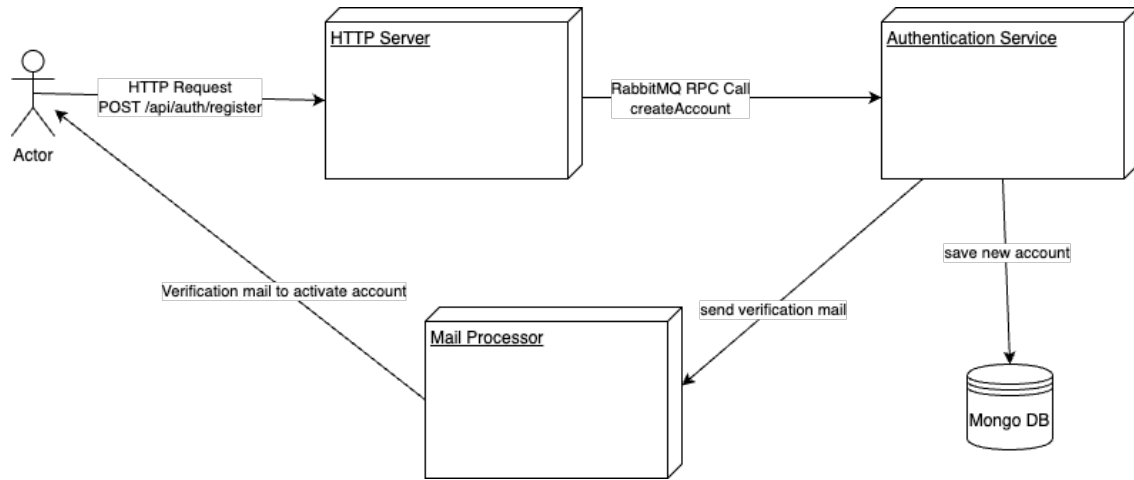 HTTP Server
Authentication Service
HTTP Request
POST /api/auth/register
RabbitMQ RPC Call
createAccount
Actor
save new account
Verification mail to activate account
send verification mail
Mail Processor
Mongo DB